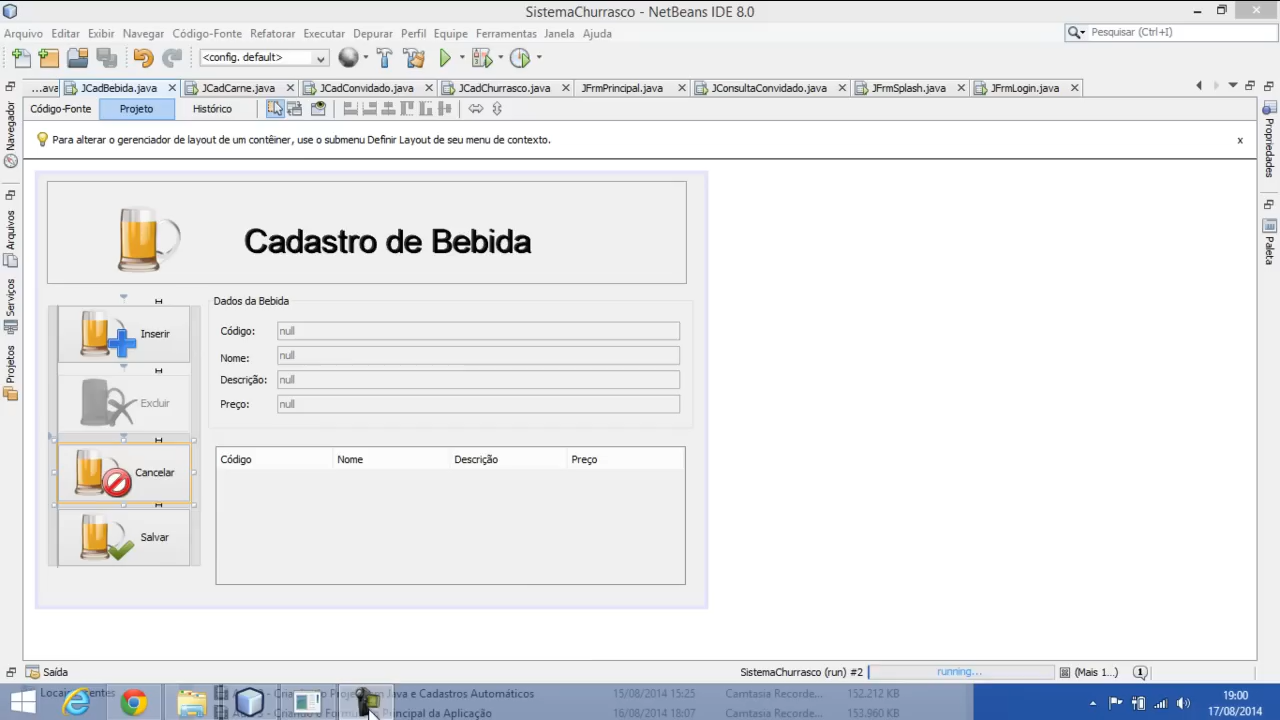 SistemaChurrasco - NetBeans IDE 8.0
Arquivo Editar Exibir Navegar Código-Fonte Refatorar Executar Depurar Perfil Equipe Ferramentas Janela Ajuda
Pesquisar (Ctrl+I)
<config. default>
...ava JCadBebida.java JCadCarne.java JCadConvidado.java JCadChurrasco.java JFrmPrincipal.java JConsultaConvidado.java JFrmSplash.java JFrmLogin.java
Código-Fonte Projeto Histórico
Navegador
Propriedades
Para alterar o gerenciador de layout de um contêiner, use o submenu Definir Layout de seu menu de contexto.
x
Arquivos
Paleta
Cadastro de Bebida
Serviços
Projetos
Inserir
Excluir
Cancelar
Salvar
Dados da Bebida
Código: null
Nome: null
Descrição: null
Preço: null
Código Nome Descrição Preço
Saída
SistemaChurrasco (run) #2 running... (Mais 1...) 1
15/08/2014 15:25 Camtasia Recorde... 152.212 KB
16/08/2014 18:07 Camtasia Recorde... 153.960 KB
19:00
17/08/2014